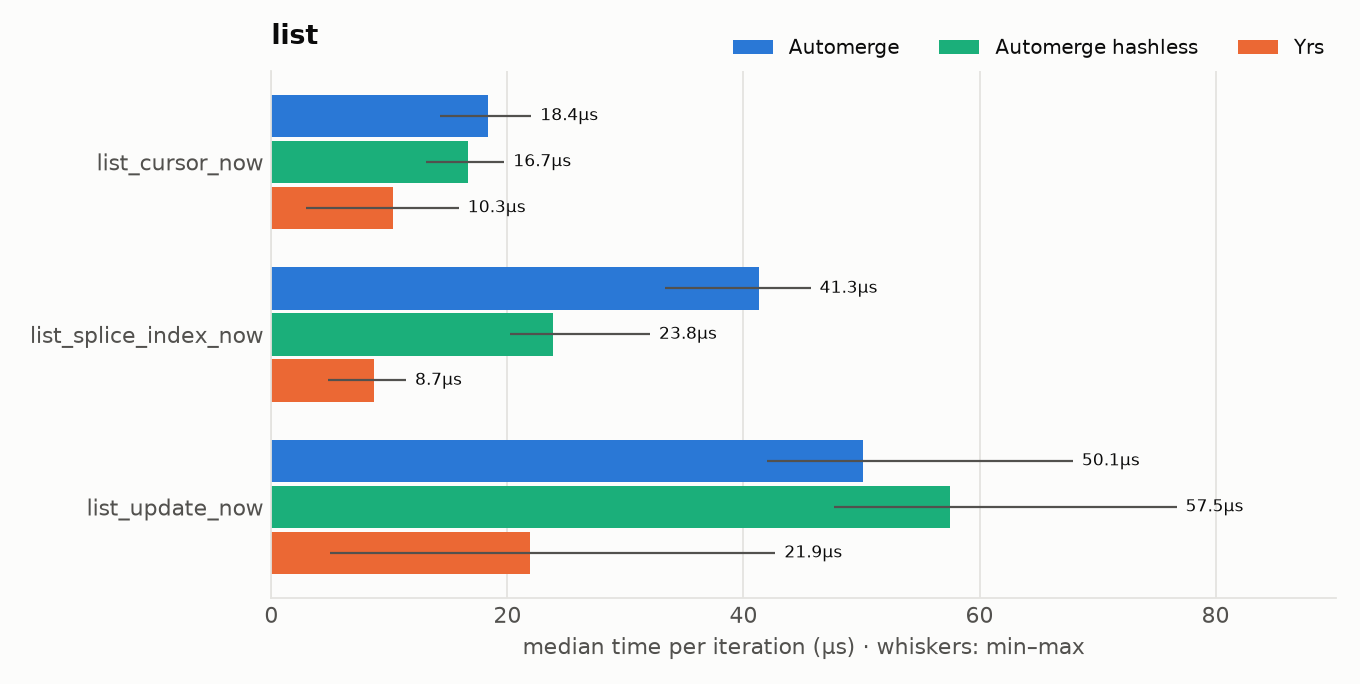 list
Automerge
Automerge hashless
Yrs
list_cursor_now
18.4µs
16.7µs
10.3µs
list_splice_index_now
41.3µs
23.8µs
8.7µs
list_update_now
50.1µs
57.5µs
21.9µs
0 20 40 60 80
median time per iteration (µs) · whiskers: min–max